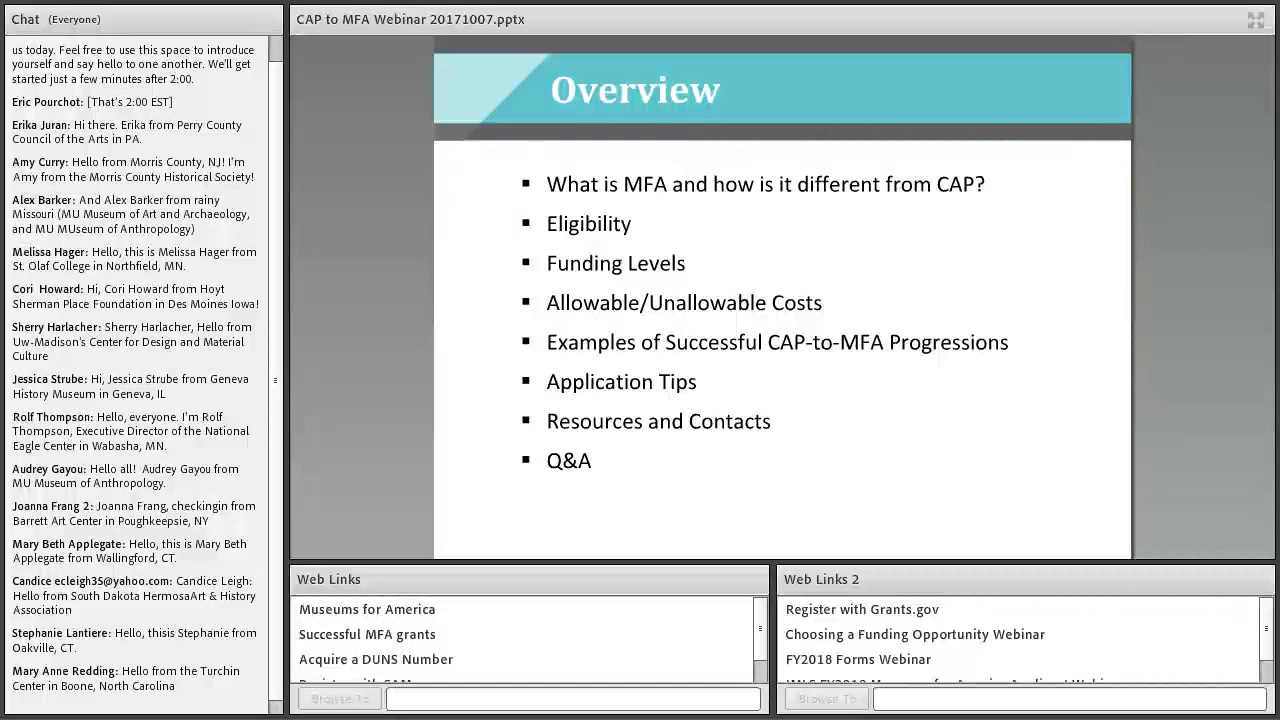 Chat (Everyone)
us today. Feel free to use this space to introduce
yourself and say hello to one another. We'll get
started just a few minutes after 2:00.
Eric Pourchot: [That's 2:00 EST]
Erika Juran: Hi there. Erika from Perry County
Council of the Arts in PA.
Amy Curry: Hello from Morris County, NJ! I'm
Amy from the Morris County Historical Society!
Alex Barker: And Alex Barker from rainy
Missouri (MU Museum of Art and Archaeology,
and MU MUseum of Anthropology)
Melissa Hager: Hello, this is Melissa Hager from
St. Olaf College in Northfield, MN.
Cori Howard: Hi, Cori Howard from Hoyt
Sherman Place Foundation in Des Moines Iowa!
Sherry Harlacher: Sherry Harlacher, Hello from
Uw-Madison's Center for Design and Material
Culture
Jessica Strube: Hi, Jessica Strube from Geneva
History Museum in Geneva, IL
Rolf Thompson: Hello, everyone. I'm Rolf
Thompson, Executive Director of the National
Eagle Center in Wabasha, MN.
Audrey Gayou: Hello all! Audrey Gayou from
MU Museum of Anthropology.
Joanna Frang 2: Joanna Frang, checkingin from
Barrett Art Center in Poughkeepsie, NY
Mary Beth Applegate: Hello, this is Mary Beth
Applegate from Wallingford, CT.
Candice ecleigh35@yahoo.com: Candice Leigh:
Hello from South Dakota HermosaArt & History
Association
Stephanie Lantiere: Hello, thisis Stephanie from
Oakville, CT.
Mary Anne Redding: Hello from the Turchin
Center in Boone, North Carolina
CAP to MFA Webinar 20171007.pptx
Overview
▪ What is MFA and how is it different from CAP?
▪ Eligibility
▪ Funding Levels
▪ Allowable/Unallowable Costs
▪ Examples of Successful CAP-to-MFA Progressions
▪ Application Tips
▪ Resources and Contacts
▪ Q&A
Web Links
Museums for America
Successful MFA grants
Acquire a DUNS Number
Browse To
Web Links 2
Register with Grants.gov
Choosing a Funding Opportunity Webinar
FY2018 Forms Webinar
Browse To